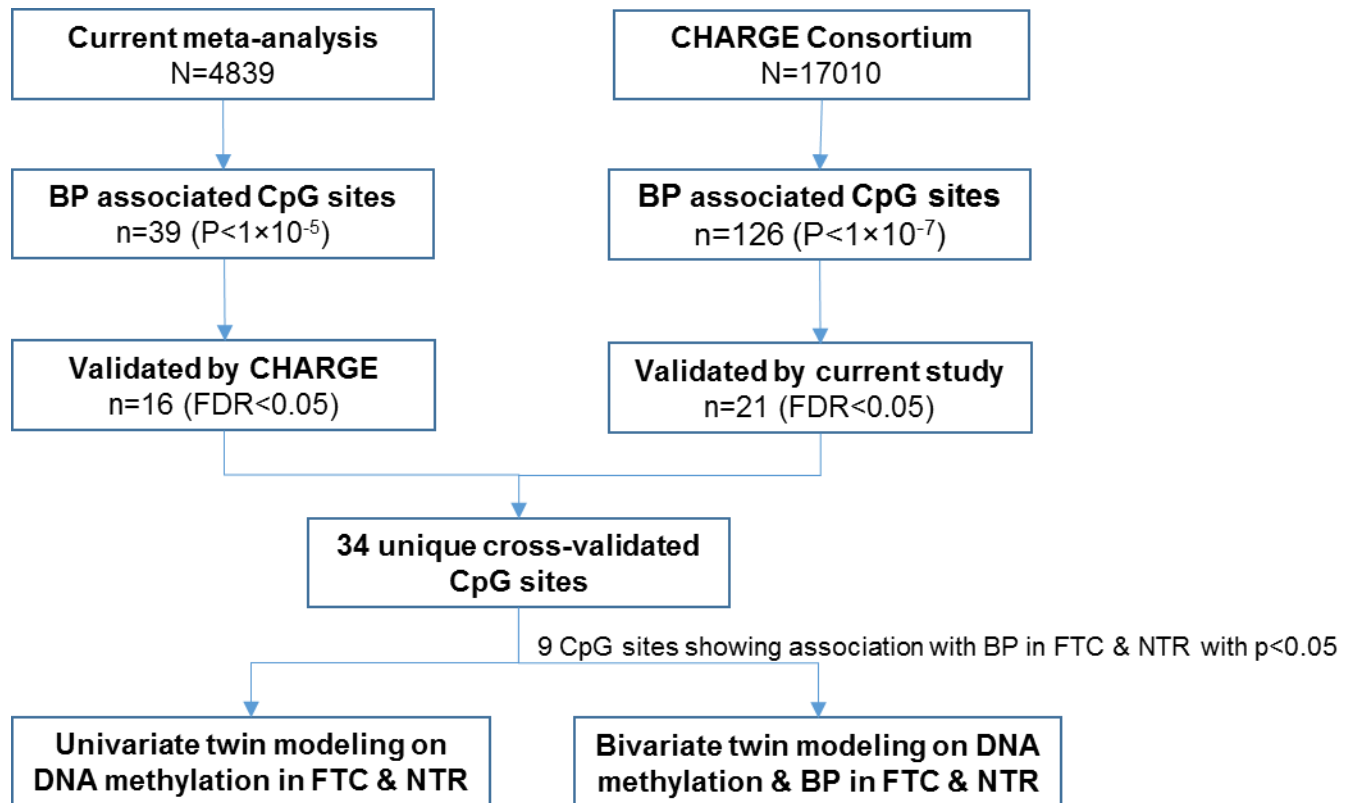 Current meta-analysis
N=4839
CHARGE Consortium
N=17010
BP associated CpG sites
n=39 (P<1×10⁻⁵)
BP associated CpG sites
n=126 (P<1×10⁻⁷)
Validated by CHARGE
n=16 (FDR<0.05)
Validated by current study
n=21 (FDR<0.05)
34 unique cross-validated
CpG sites
9 CpG sites showing association with BP in FTC & NTR with p<0.05
Univariate twin modeling on
DNA methylation in FTC & NTR
Bivariate twin modeling on DNA
methylation & BP in FTC & NTR